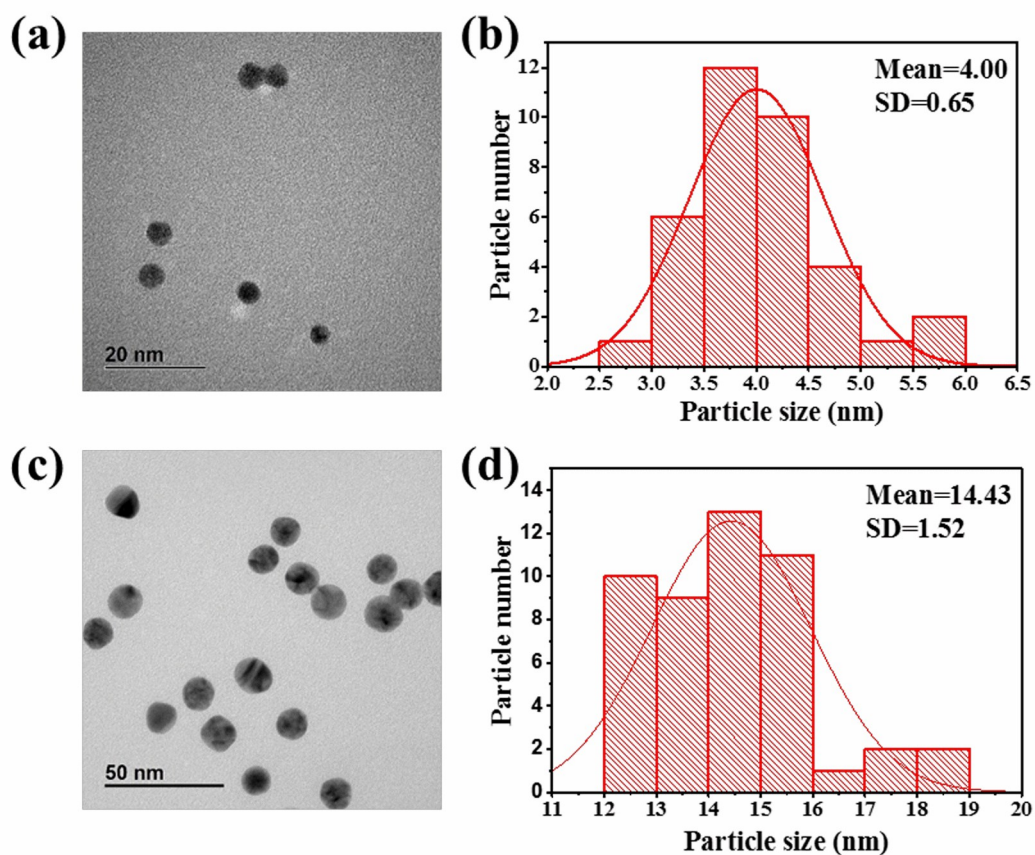 (a)
20 nm
(b)
Mean=4.00
SD=0.65
Particle number
12
10
8
6
4
2
0
2.0 2.5 3.0 3.5 4.0 4.5 5.0 5.5 6.0 6.5
Particle size (nm)
(c)
50 nm
(d)
Mean=14.43
SD=1.52
Particle number
14
12
10
8
6
4
2
0
11 12 13 14 15 16 17 18 19 20
Particle size (nm)